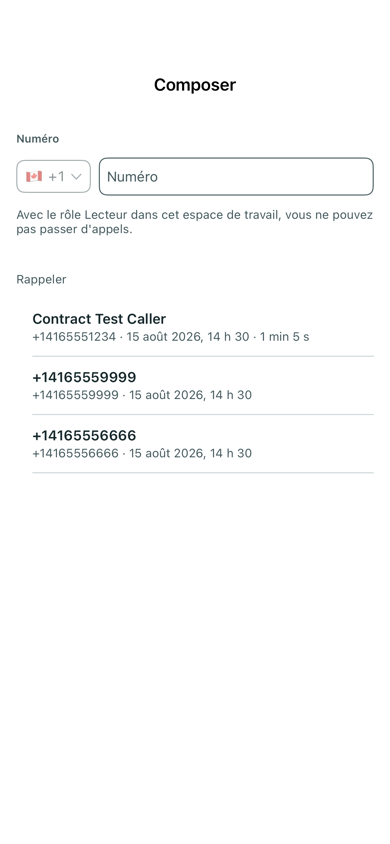 Composer
Numéro
+1
Numéro
Avec le rôle Lecteur dans cet espace de travail, vous ne pouvez
pas passer d'appels.
Rappeler
Contract Test Caller
+14165551234 · 15 août 2026, 14 h 30 · 1 min 5 s
+14165559999
+14165559999 · 15 août 2026, 14 h 30
+14165556666
+14165556666 · 15 août 2026, 14 h 30